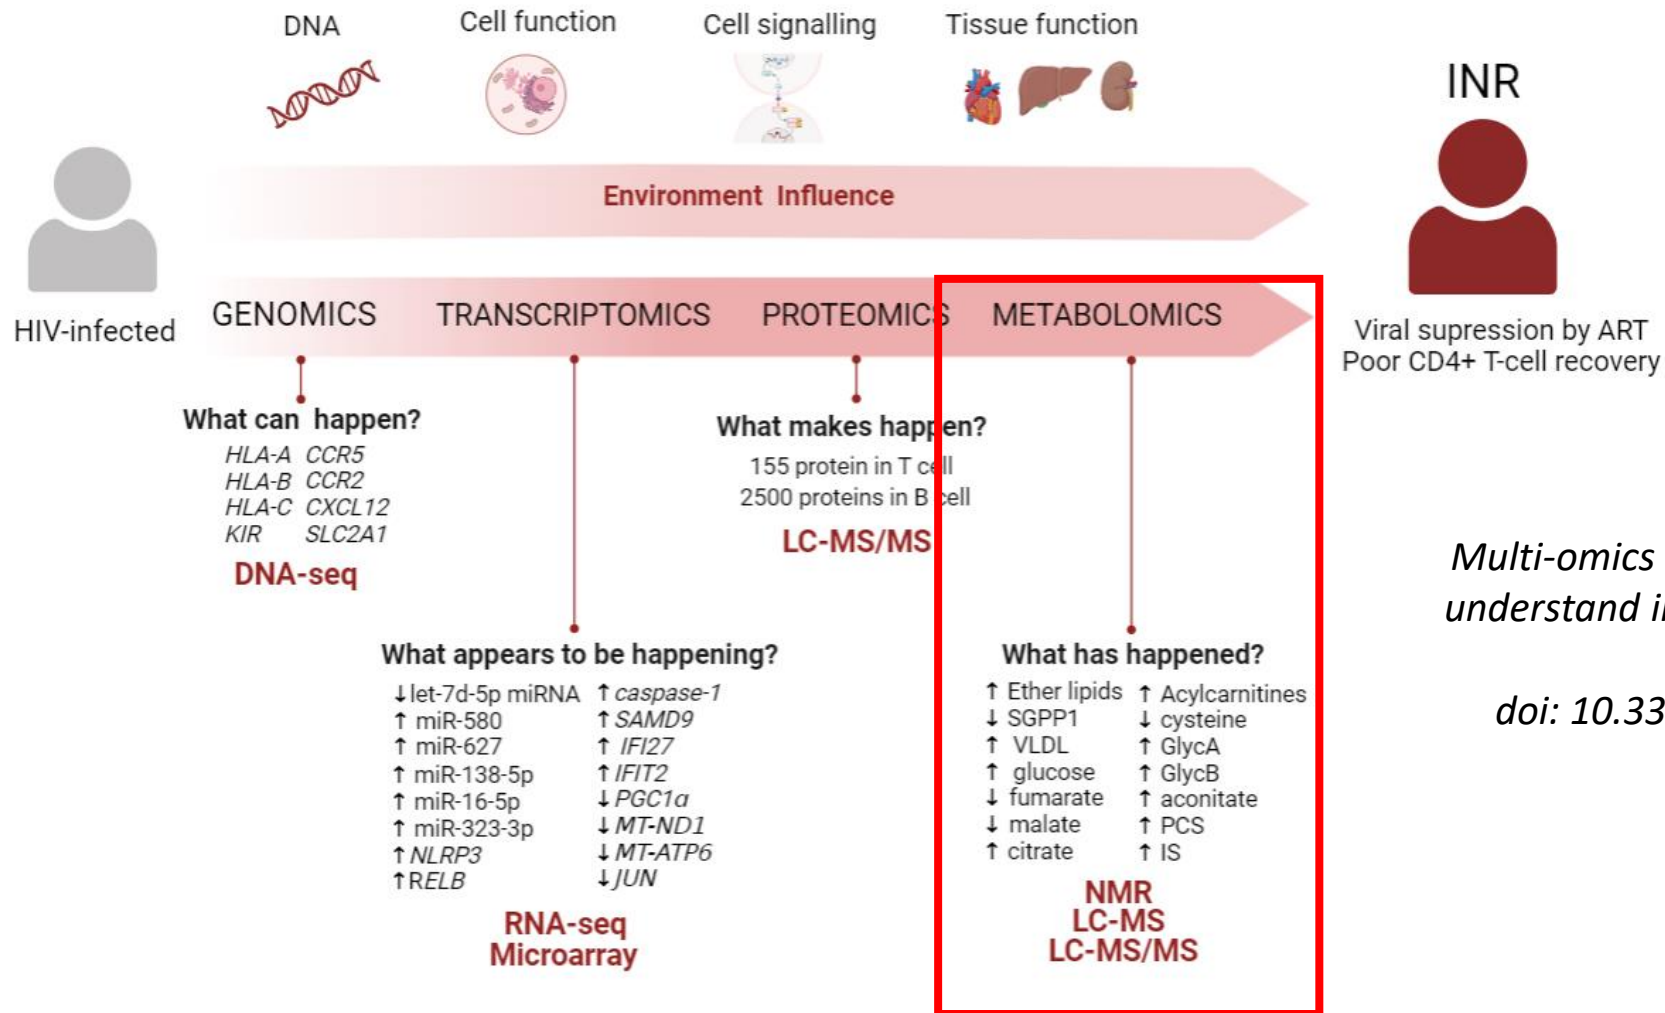 DNA
Cell function
Cell signalling
Tissue function
INR
Environment Influence
HIV-infected
GENOMICS
TRANSCRIPTOMICS
PROTEOMICS
METABOLOMICS
Viral supression by ART
Poor CD4+ T-cell recovery
What can happen?
HLA-A CCR5
HLA-B CCR2
HLA-C CXCL12
KIR SLC2A1
DNA-seq
What makes happen?
155 protein in T cell
2500 proteins in B cell
LC-MS/MS
What appears to be happening?
↓let-7d-5p miRNA ↑caspase-1
↑ miR-580 ↑SAMD9
↑ miR-627 ↑ IFI27
↑ miR-138-5p ↑IFIT2
↑ miR-16-5p ↓PGC1α
↑ miR-323-3p ↓MT-ND1
↑NLRP3 ↓MT-ATP6
↑RELB ↓JUN
RNA-seq
Microarray
What has happened?
↑ Ether lipids ↑ Acylcarnitines
↓ SGPP1 ↓ cysteine
↑ VLDL ↑ GlycA
↑ glucose ↑ GlycB
↓ fumarate ↑ aconitate
↓ malate ↑ PCS
↑ citrate ↑ IS
NMR
LC-MS
LC-MS/MS
Multi-omics
understand
doi: 10.33